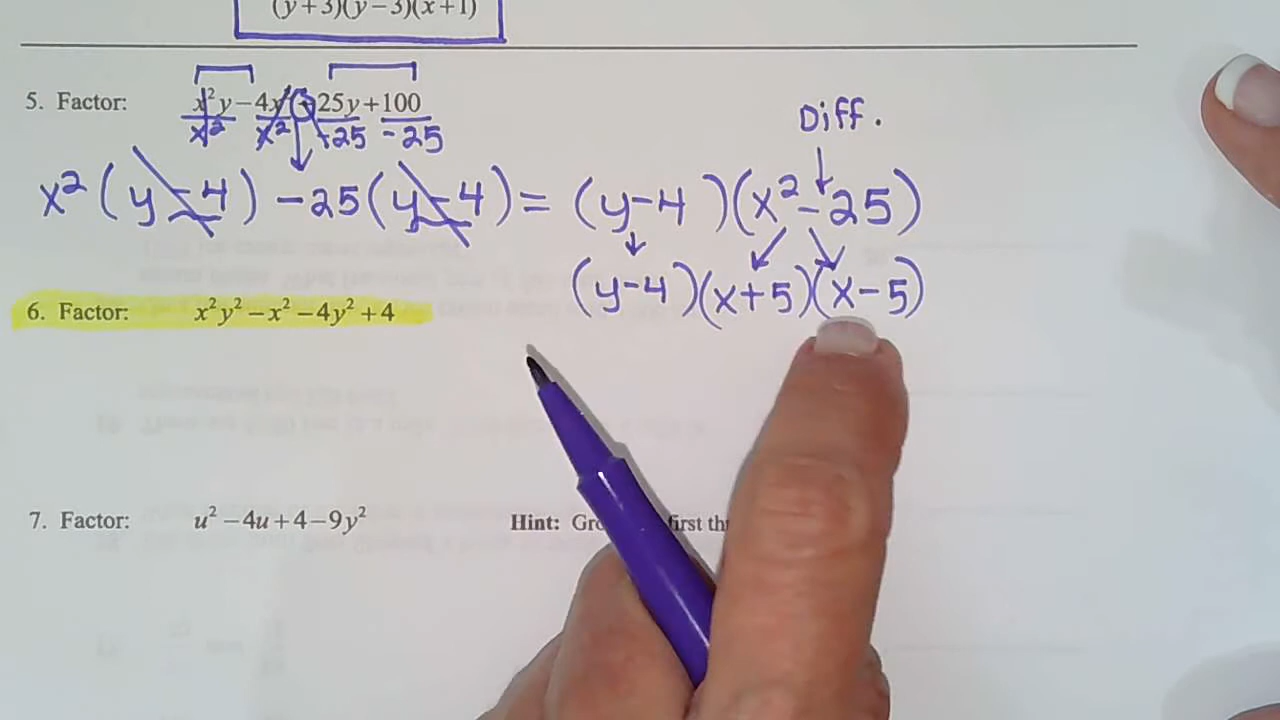 (y+3)(y−3)(x+1)
5. Factor: x²y−4x²−25y+100
x² x² −25 −25
Diff.
x²(y−4) −25(y−4) = (y−4)(x²−25)
(y−4)(x+5)(x−5)
6. Factor: x²y²−x²−4y²+4
7. Factor: u²−4u+4−9y² Hint: first